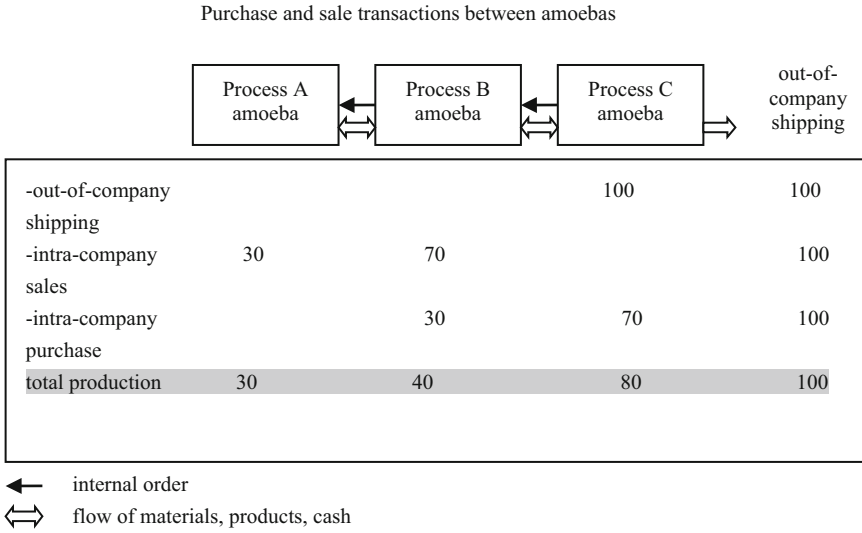 Purchase and sale transactions between amoebas
Process A
amoeba
Process B
amoeba
Process C
amoeba
out-of-
company
shipping
-out-of-company 100 100
shipping
-intra-company 30 70 100
sales
-intra-company 30 70 100
purchase
total production 30 40 80 100
internal order
flow of materials, products, cash